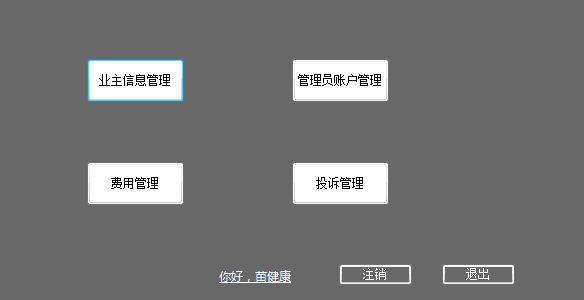 业主信息管理
管理员账户管理
费用管理
投诉管理
你好，苗健康
注销
退出